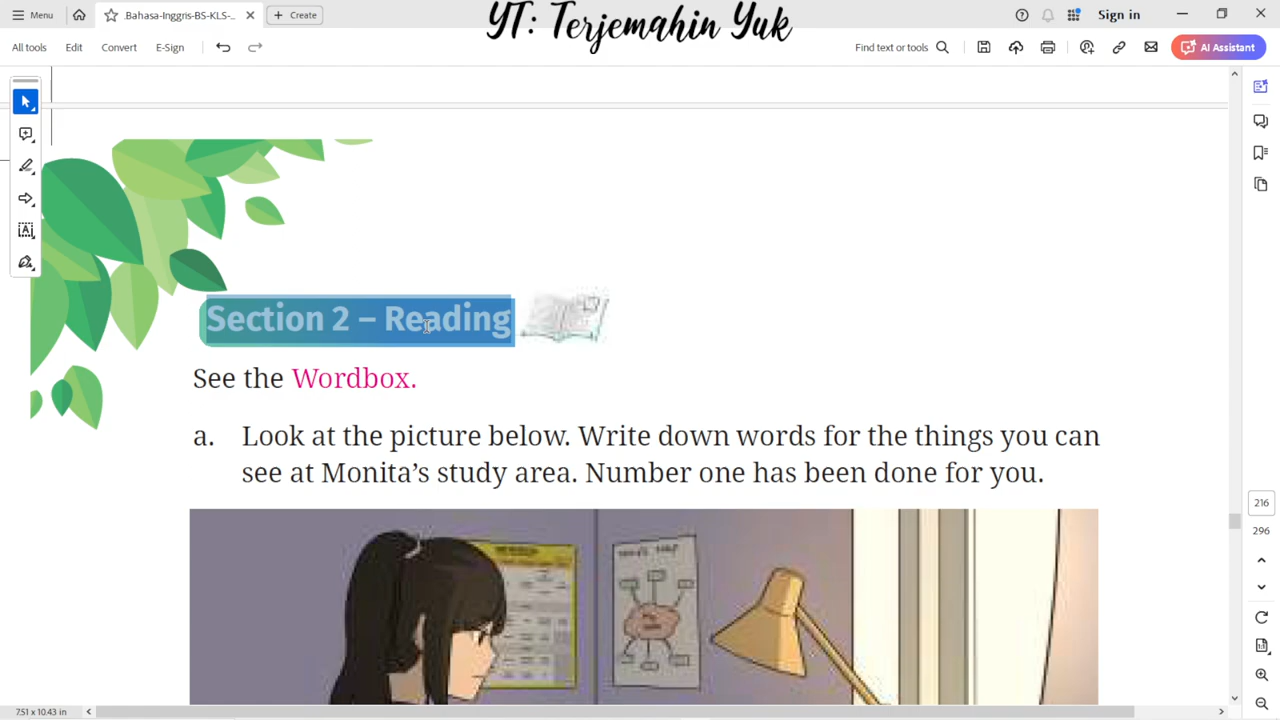 Menu
Bahasa-Inggris-BS-KLS-...
Create
YT: Terjemahin Yuk
Sign in
All tools
Edit
Convert
E-Sign
Find text or tools
AI Assistant
Section 2 – Reading
See the Wordbox.
a. Look at the picture below. Write down words for the things you can
see at Monita’s study area. Number one has been done for you.
216
296
7.51 x 10.43 in